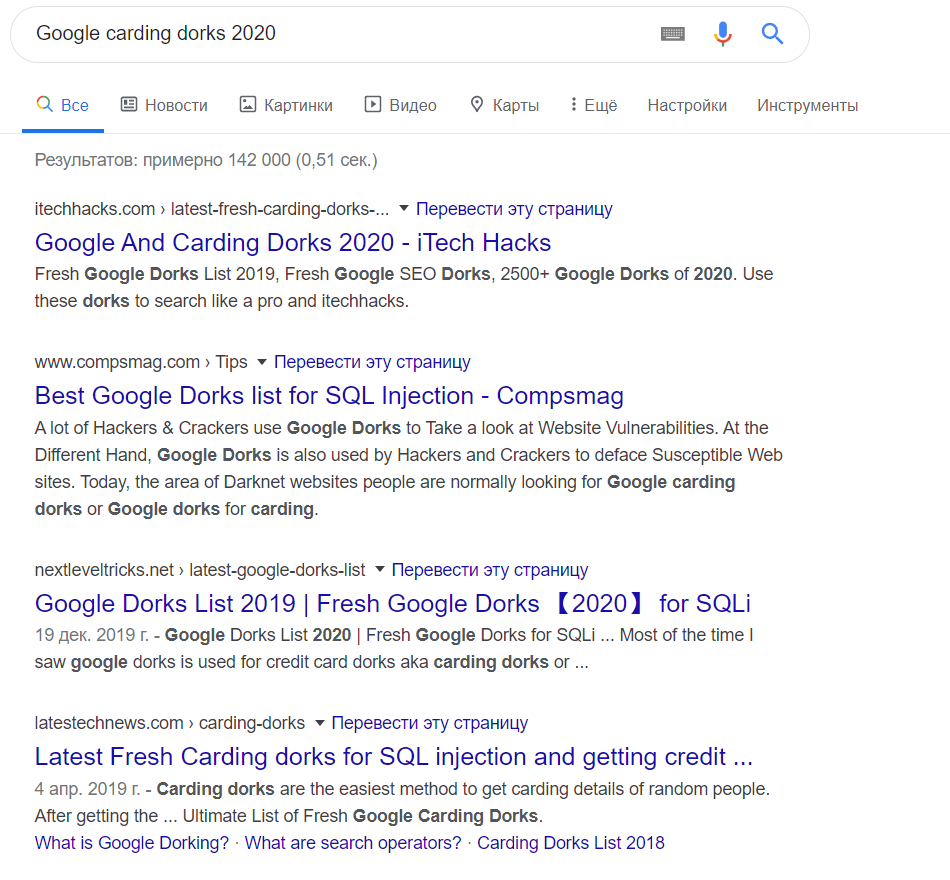 Google carding dorks 2020
Все Новости Картинки Видео Карты Ещё Настройки Инструменты
Результатов: примерно 142 000 (0,51 сек.)
itechhacks.com › latest-fresh-carding-dorks-... Перевести эту страницу
Google And Carding Dorks 2020 - iTech Hacks
Fresh Google Dorks List 2019, Fresh Google SEO Dorks, 2500+ Google Dorks of 2020. Use
these dorks to search like a pro and itechhacks.
www.compsmag.com › Tips Перевести эту страницу
Best Google Dorks list for SQL Injection - Compsmag
A lot of Hackers & Crackers use Google Dorks to Take a look at Website Vulnerabilities. At the
Different Hand, Google Dorks is also used by Hackers and Crackers to deface Susceptible Web
sites. Today, the area of Darknet websites people are normally looking for Google carding
dorks or Google dorks for carding.
nextleveltricks.net › latest-google-dorks-list Перевести эту страницу
Google Dorks List 2019 | Fresh Google Dorks 【2020】 for SQLi
19 дек. 2019 г. - Google Dorks List 2020 | Fresh Google Dorks for SQLi ... Most of the time I
saw google dorks is used for credit card dorks aka carding dorks or ...
latestechnews.com › carding-dorks Перевести эту страницу
Latest Fresh Carding dorks for SQL injection and getting credit ...
4 апр. 2019 г. - Carding dorks are the easiest method to get carding details of random people.
After getting the ... Ultimate List of Fresh Google Carding Dorks.
What is Google Dorking? · What are search operators? · Carding Dorks List 2018